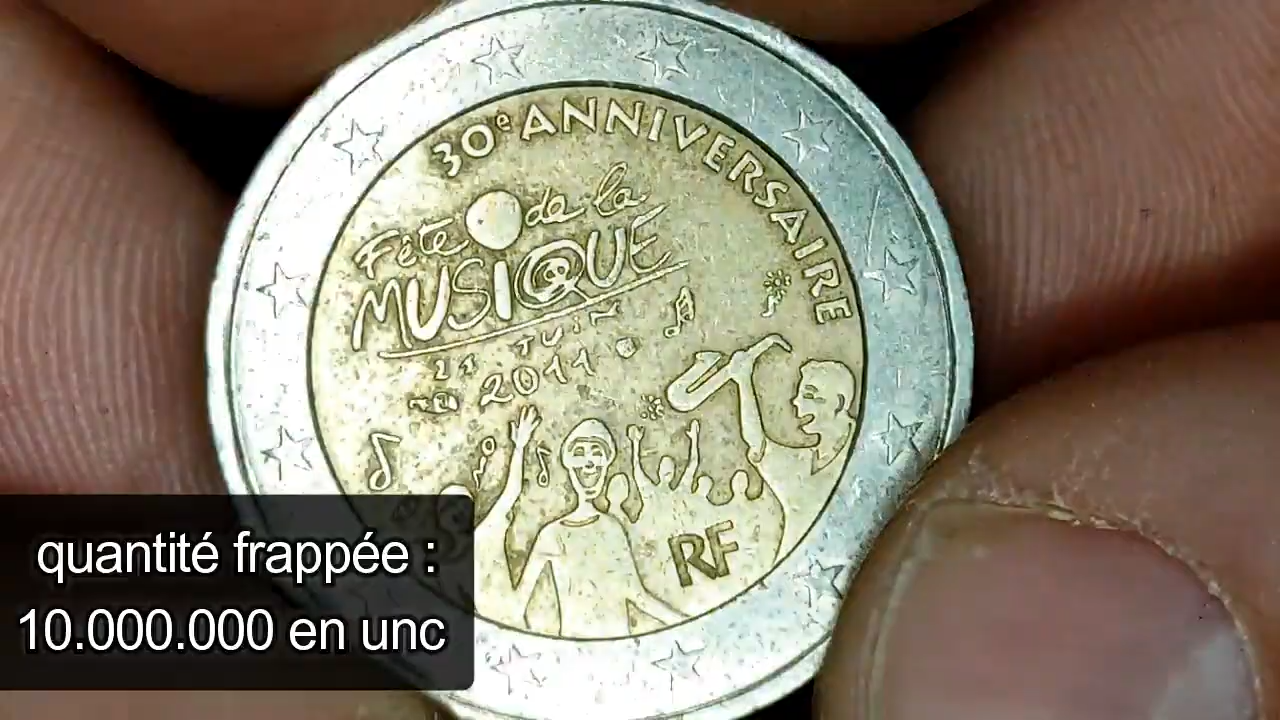 30e ANNIVERSAIRE
Fête de la
MUSIQUE
21 JUIN
2011
RF
quantité frappée :
10.000.000 en unc